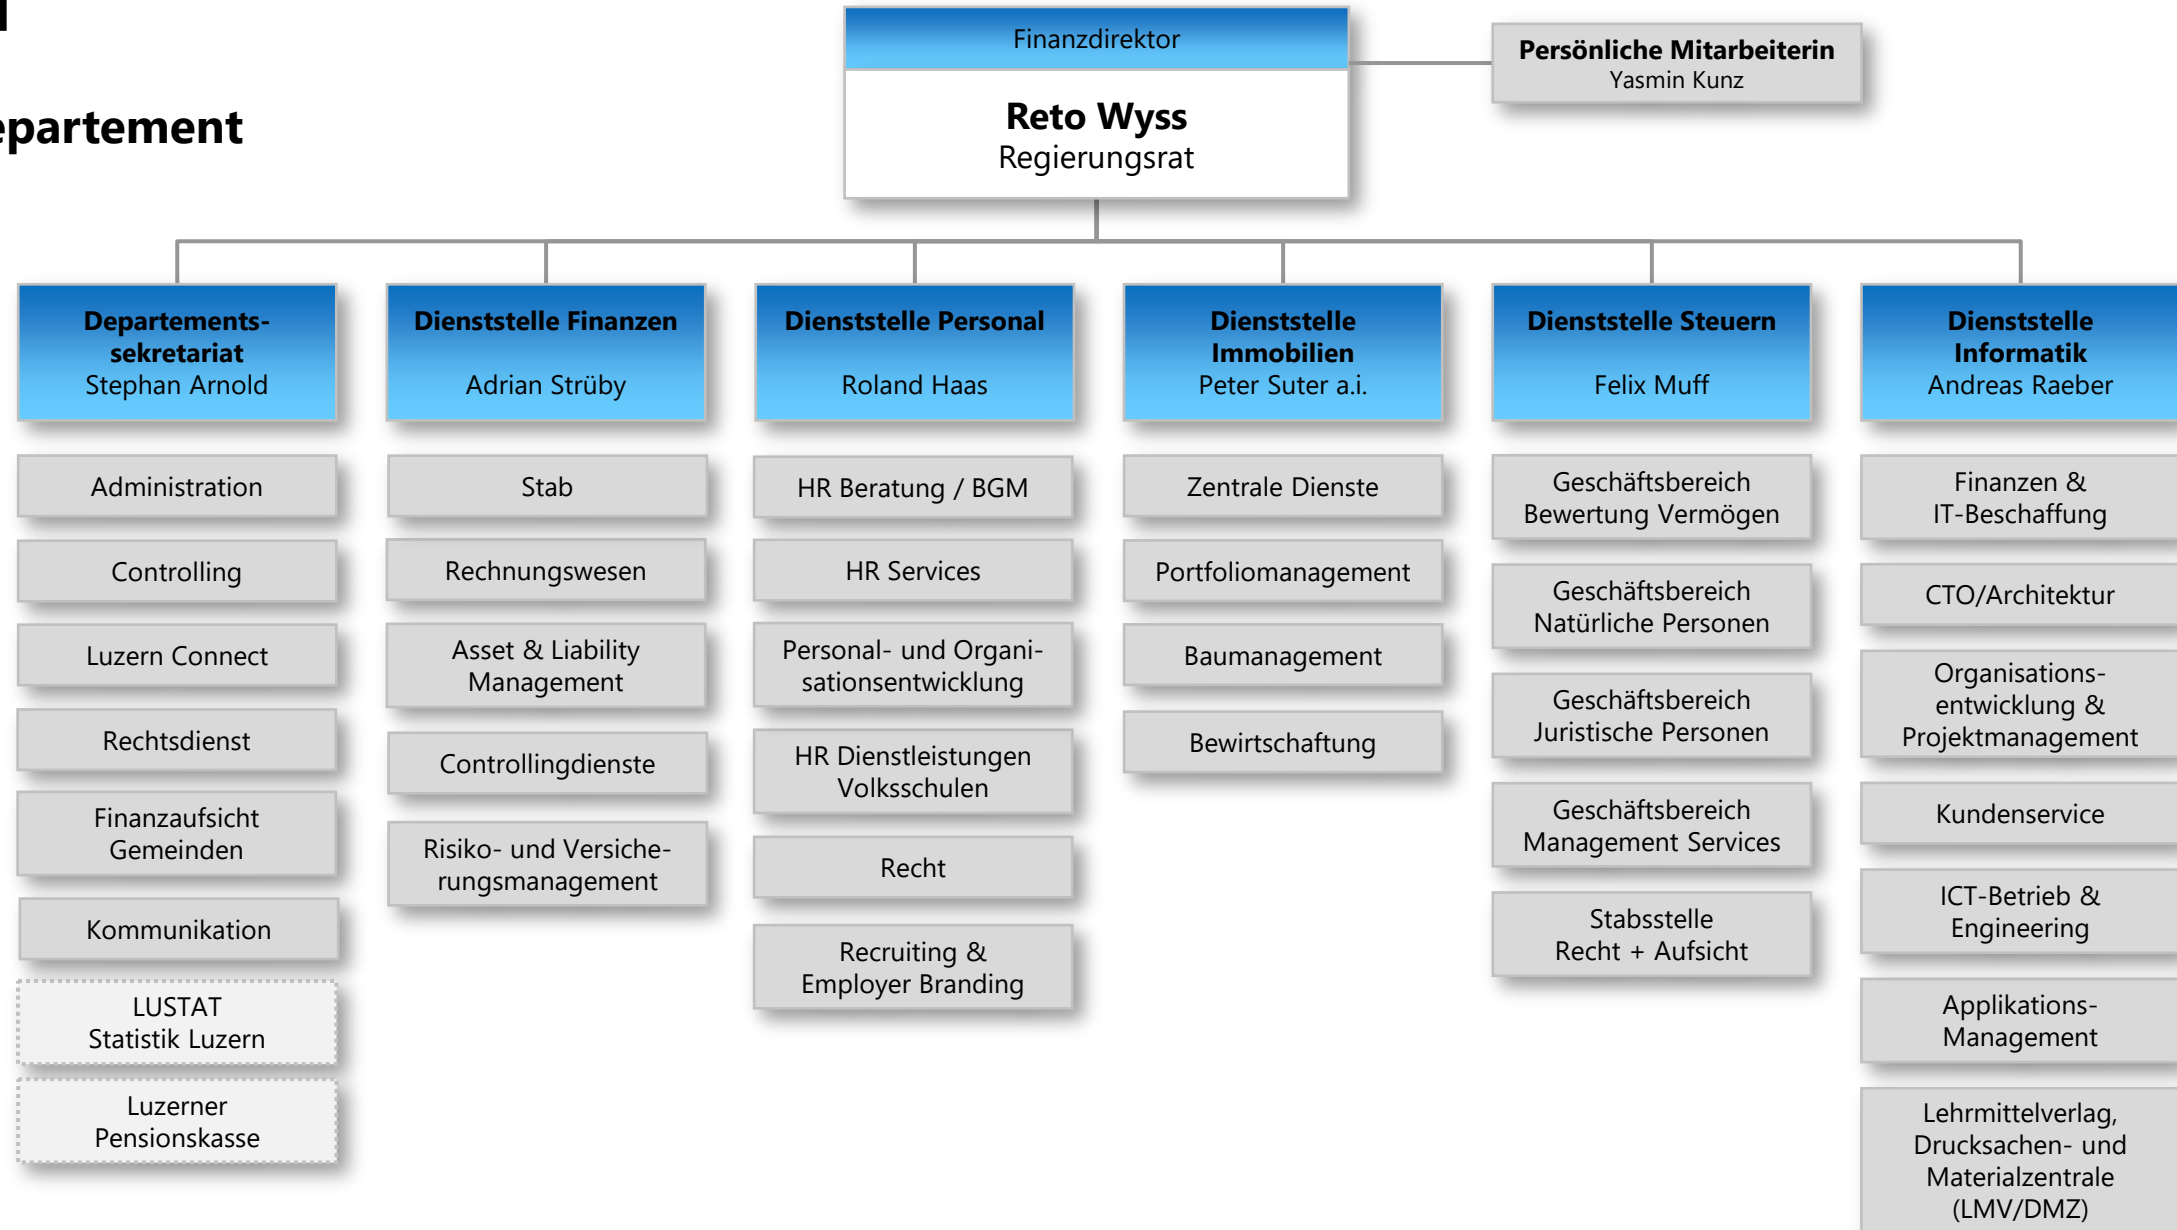 epartement
Finanzdirektor
Reto Wyss
Regierungsrat
Persönliche Mitarbeiterin
Yasmin Kunz
Departements-
sekretariat
Stephan Arnold
Administration
Controlling
Luzern Connect
Rechtsdienst
Finanzaufsicht
Gemeinden
Kommunikation
LUSTAT
Statistik Luzern
Luzerner
Pensionskasse
Dienststelle Finanzen
Adrian Strüby
Stab
Rechnungswesen
Asset & Liability
Management
Controllingdienste
Risiko- und Versiche-
rungsmanagement
Dienststelle Personal
Roland Haas
HR Beratung / BGM
HR Services
Personal- und Organi-
sationsentwicklung
HR Dienstleistungen
Volksschulen
Recht
Recruiting &
Employer Branding
Dienststelle
Immobilien
Peter Suter a.i.
Zentrale Dienste
Portfoliomanagement
Baumanagement
Bewirtschaftung
Dienststelle Steuern
Felix Muff
Geschäftsbereich
Bewertung Vermögen
Geschäftsbereich
Natürliche Personen
Geschäftsbereich
Juristische Personen
Geschäftsbereich
Management Services
Stabsstelle
Recht + Aufsicht
Dienststelle
Informatik
Andreas Raeber
Finanzen &
IT-Beschaffung
CTO/Architektur
Organisations-
entwicklung &
Projektmanagement
Kundenservice
ICT-Betrieb &
Engineering
Applikations-
Management
Lehrmittelverlag,
Drucksachen- und
Materialzentrale
(LMV/DMZ)